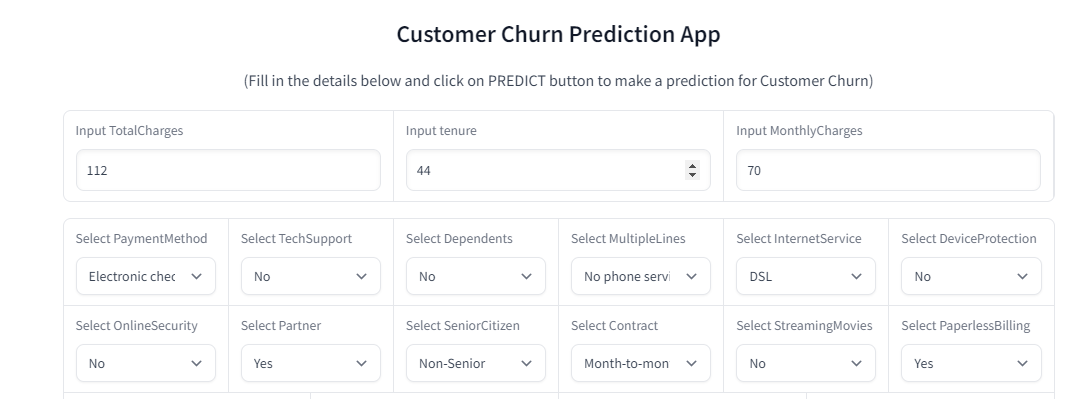 Customer Churn Prediction App
(Fill in the details below and click on PREDICT button to make a prediction for Customer Churn)
Input TotalCharges Input tenure Input MonthlyCharges
112 44 70
Select PaymentMethod Select TechSupport Select Dependents Select MultipleLines Select InternetService Select DeviceProtection
Electronic chec No No No phone servi DSL No
Select OnlineSecurity Select Partner Select SeniorCitizen Select Contract Select StreamingMovies Select PaperlessBilling
No Yes Non-Senior Month-to-mon No Yes